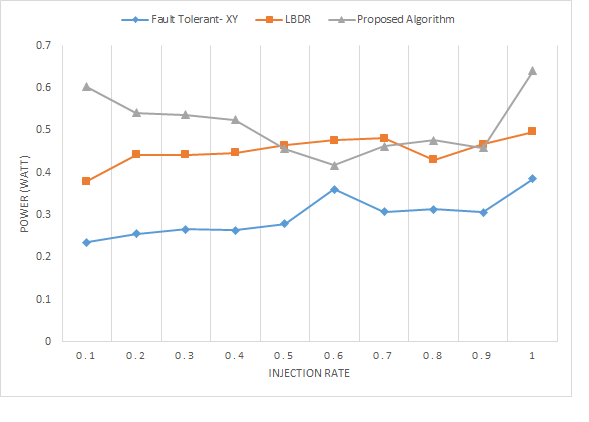 Fault Tolerant- XY LBDR Proposed Algorithm
0.7
0.6
0.5
0.4
0.3
0.2
0.1
0
POWER (WATT)
0.1 0.2 0.3 0.4 0.5 0.6 0.7 0.8 0.9 1
INJECTION RATE